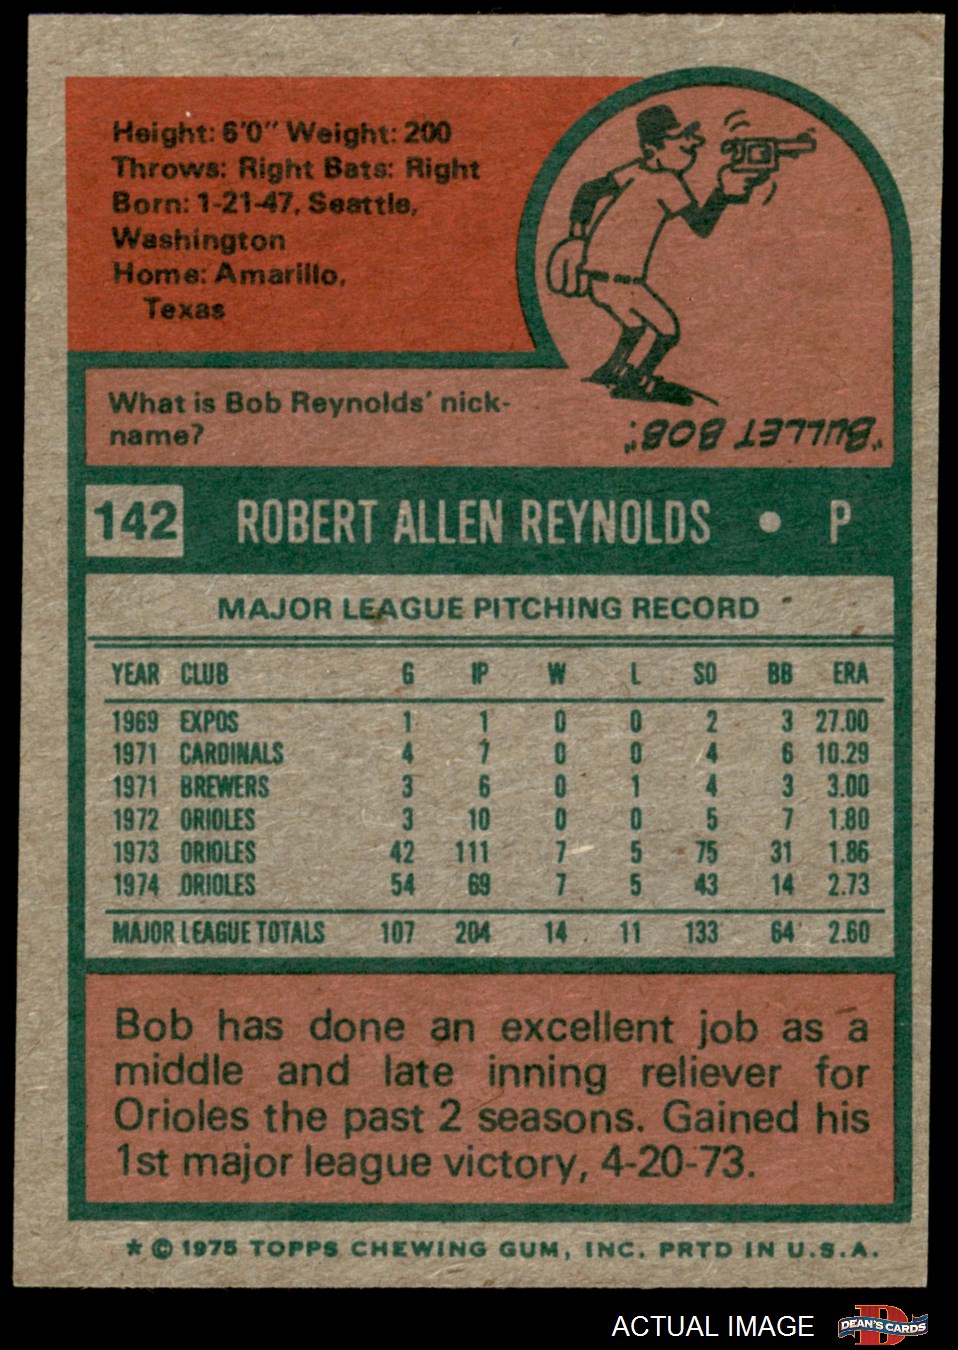 Height: 6'0" Weight: 200
Throws: Right Bats: Right
Born: 1-21-47, Seattle,
Washington
Home: Amarillo,
Texas
What is Bob Reynolds' nick-
name?
"BULLET BOB"
142 ROBERT ALLEN REYNOLDS • P
MAJOR LEAGUE PITCHING RECORD
YEAR CLUB G IP W L SO BB ERA
1969 EXPOS 1 1 0 0 2 3 27.00
1971 CARDINALS 4 7 0 0 4 6 10.29
1971 BREWERS 3 6 0 1 4 3 3.00
1972 ORIOLES 3 10 0 0 5 7 1.80
1973 ORIOLES 42 111 7 5 75 31 1.86
1974 ORIOLES 54 69 7 5 43 14 2.73
MAJOR LEAGUE TOTALS 107 204 14 11 133 64 2.60
Bob has done an excellent job as a
middle and late inning reliever for
Orioles the past 2 seasons. Gained his
1st major league victory, 4-20-73.
* © 1975 TOPPS CHEWING GUM, INC. PRTD IN U.S.A.
ACTUAL IMAGE
D
DEAN'S CARDS